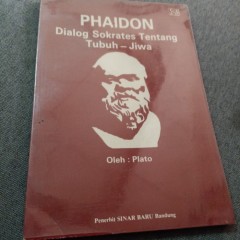 PHAIDON
Dialog Sokrates Tentang
Tubuh – Jiwa
Oleh : Plato
Penerbit SINAR BARU Bandung